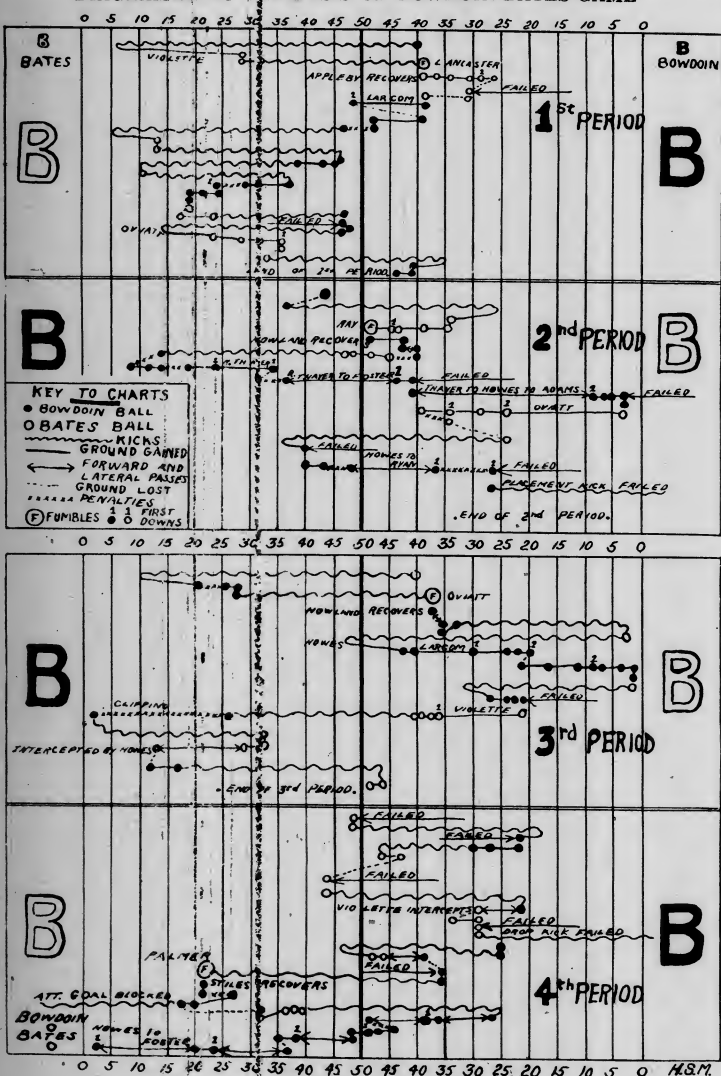 0 5 10 15 20 25 30 35 40 45 50 45 40 35 30 25 20 15 10 5 0
B
BATES
B
BOWDOIN
VIOLETTE
F LANCASTER
APPLEBY RECOVERS
FAILED
LARCOM
1st PERIOD
B
B
FAILED
OVIATT
END OF 1st PERIOD.
RAY F
HOWLAND RECOVERS
2nd PERIOD
B
B
R. THAYER TO FOSTER
FAILED
THAYER TO HOWES TO ADAMS
FAILED
OVIATT
KEY TO CHARTS
BOWDOIN BALL
BATES BALL
KICKS
GROUND GAINED
FORWARD AND
LATERAL PASSES
GROUND LOST
PENALTIES
F FUMBLES 1 1 FIRST
DOWNS
FAILED
HOWES TO
RYAN
FAILED
PLACEMENT KICK FAILED
.END OF 2nd PERIOD.
0 5 10 15 20 25 30 35 40 45 50 45 40 35 30 25 20 15 10 5 0
F OVIATT
HOWLAND RECOVERS
HOWES
LARCOM
B
B
FAILED
CLIPPING
VIOLETTE
3rd PERIOD
INTERCEPTED BY HOWES
.END OF 3rd PERIOD.
FAILED
FAILED
FAILED
VIOLETTE INTERCEPTS
FAILED
DROP KICK FAILED
B
B
PALMER
F
FAILED
STILES RECOVERS
4th PERIOD
ATT. GOAL BLOCKED
BOWDOIN
BATES
HOWES TO
FOSTER
0 5 10 15 20 25 30 35 40 45 50 45 40 35 30 25 20 15 10 5 0 H.S.M.